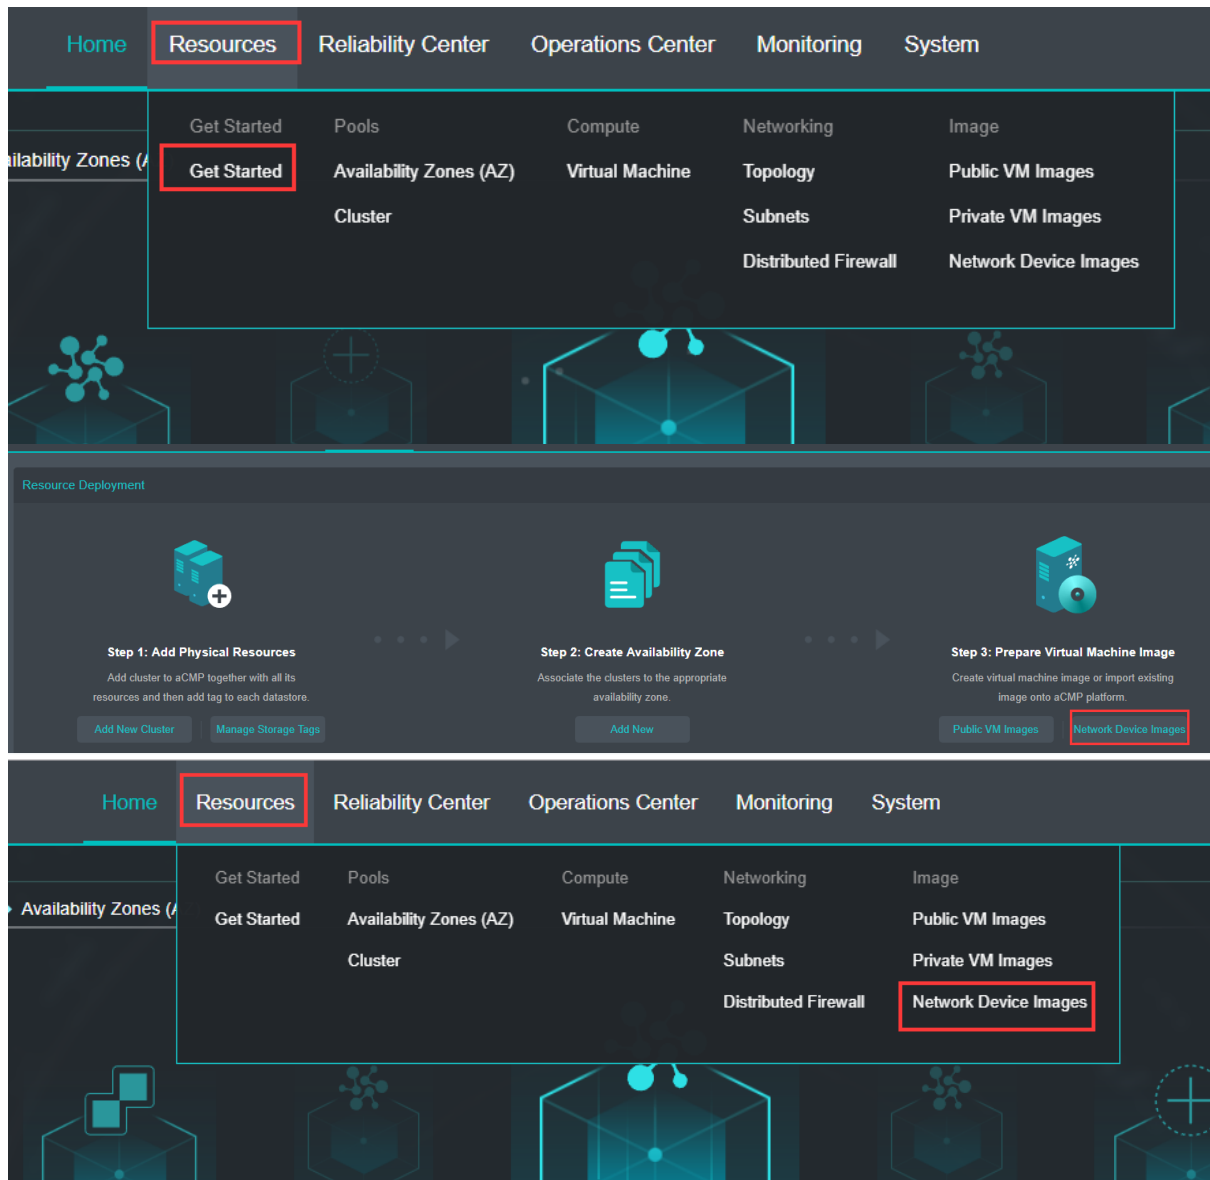 Home Resources Reliability Center Operations Center Monitoring System
Get Started Pools Compute Networking Image
ailability Zones (A Get Started Availability Zones (AZ) Virtual Machine Topology Public VM Images
Cluster Subnets Private VM Images
Distributed Firewall Network Device Images
Resource Deployment
Step 1: Add Physical Resources Step 2: Create Availability Zone Step 3: Prepare Virtual Machine Image
Add cluster to aCMP together with all its Associate the clusters to the appropriate Create virtual machine image or import existing
resources and then add tag to each datastore. availability zone. image onto aCMP platform.
Add New Cluster Manage Storage Tags Add New Public VM Images Network Device Images
Home Resources Reliability Center Operations Center Monitoring System
Get Started Pools Compute Networking Image
Availability Zones (A Get Started Availability Zones (AZ) Virtual Machine Topology Public VM Images
Cluster Subnets Private VM Images
Distributed Firewall Network Device Images